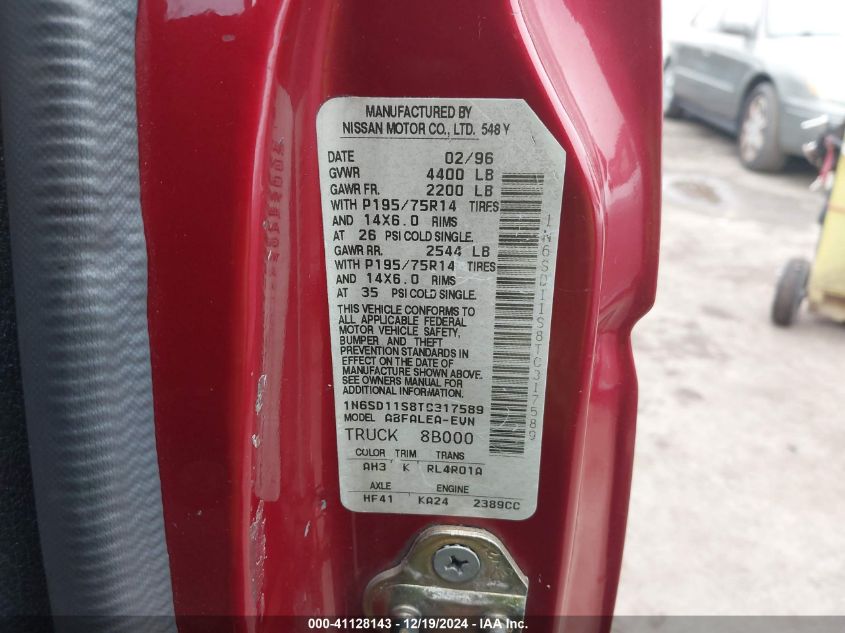 MANUFACTURED BY
NISSAN MOTOR CO., LTD. 548 Y
DATE 02/96
GVWR 4400 LB
GAWR FR. 2200 LB
WITH P195/75R14 TIRES
AND 14X6.0 RIMS
AT 26 PSI COLD SINGLE.
GAWR RR. 2544 LB
WITH P195/75R14 TIRES
AND 14X6.0 RIMS
AT 35 PSI COLD SINGLE.
THIS VEHICLE CONFORMS TO
ALL APPLICABLE FEDERAL
MOTOR VEHICLE SAFETY,
BUMPER AND THEFT
PREVENTION STANDARDS IN
EFFECT ON THE DATE OF
MANUFACTURE SHOWN ABOVE.
SEE OWNERS MANUAL FOR
ADDITIONAL INFORMATION
1N6SD11S8TC317589
MODEL ABFALEA-EVN
TRUCK 8B000
COLOR TRIM TRANS
AH3 K RL4R01A
AXLE ENGINE
HF41 KA24 2389CC
1N6SD11S8TC317589
000-41128143 - 12/19/2024 - IAA Inc.